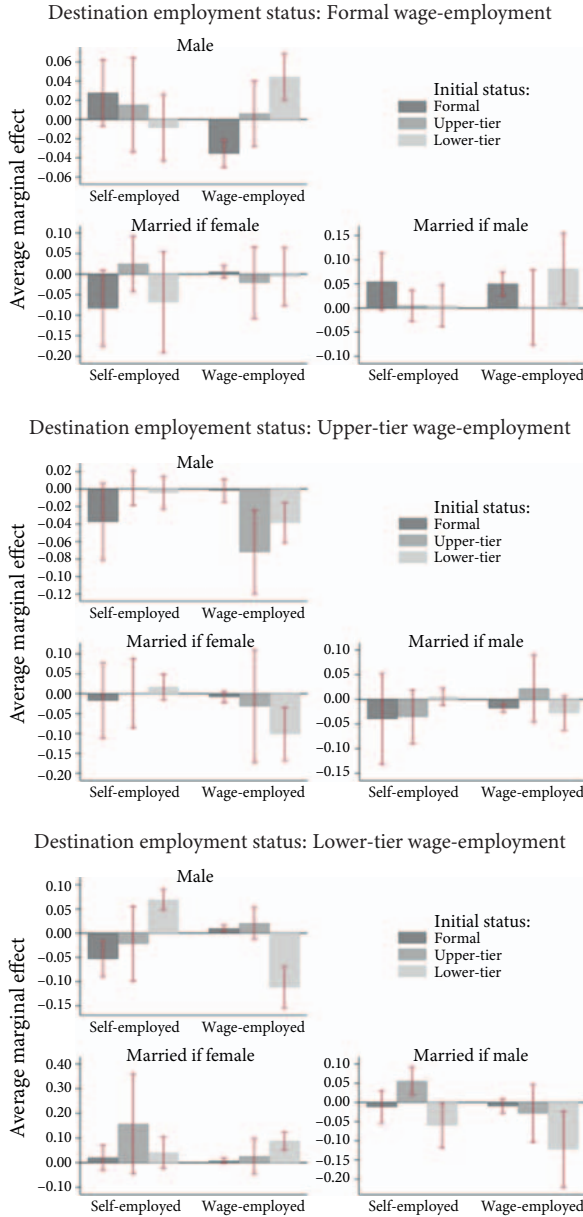 Destination employment status: Formal wage-employment
Male
0.06
0.04
0.02
0.00
−0.02
−0.04
−0.06
Self-employed Wage-employed
Initial status:
Formal
Upper-tier
Lower-tier
Average marginal effect
Married if female
0.10
0.05
0.00
−0.05
−0.10
−0.15
−0.20
Self-employed Wage-employed
Married if male
0.15
0.10
0.05
0.00
−0.05
−0.10
Self-employed Wage-employed
Destination employement status: Upper-tier wage-employment
Male
0.02
0.00
−0.02
−0.04
−0.06
−0.08
−0.10
−0.12
Self-employed Wage-employed
Initial status:
Formal
Upper-tier
Lower-tier
Average marginal effect
Married if female
0.10
0.05
0.00
−0.05
−0.10
−0.15
−0.20
Self-employed Wage-employed
Married if male
0.10
0.05
0.00
−0.05
−0.10
−0.15
Self-employed Wage-employed
Destination employment status: Lower-tier wage-employment
Male
0.10
0.05
0.00
−0.05
−0.10
−0.15
Self-employed Wage-employed
Initial status:
Formal
Upper-tier
Lower-tier
Average marginal effect
Married if female
0.40
0.30
0.20
0.10
0.00
−0.10
Self-employed Wage-employed
Married if male
0.10
0.05
0.00
−0.05
−0.10
−0.15
−0.20
Self-employed Wage-employed